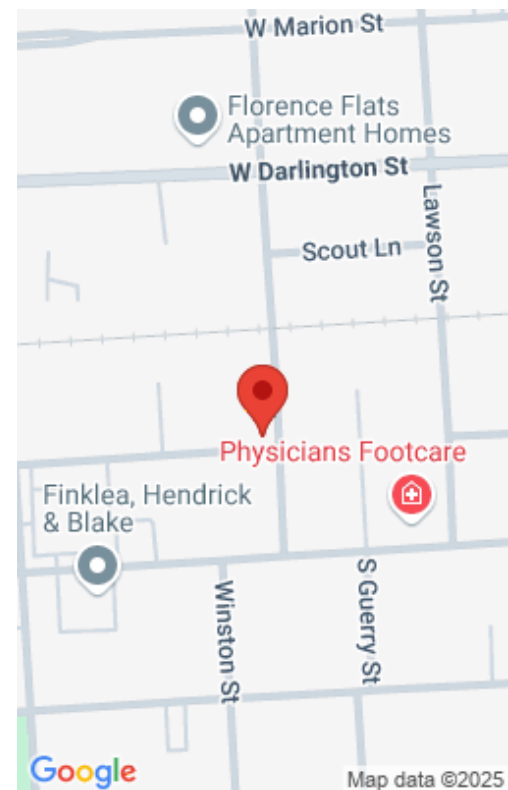 W Marion St
Florence Flats
Apartment Homes
W Darlington St
Lawson St
Scout Ln
Physicians Footcare
Finklea, Hendrick
& Blake
Winston St
S Guerry St
Google
Map data ©2025